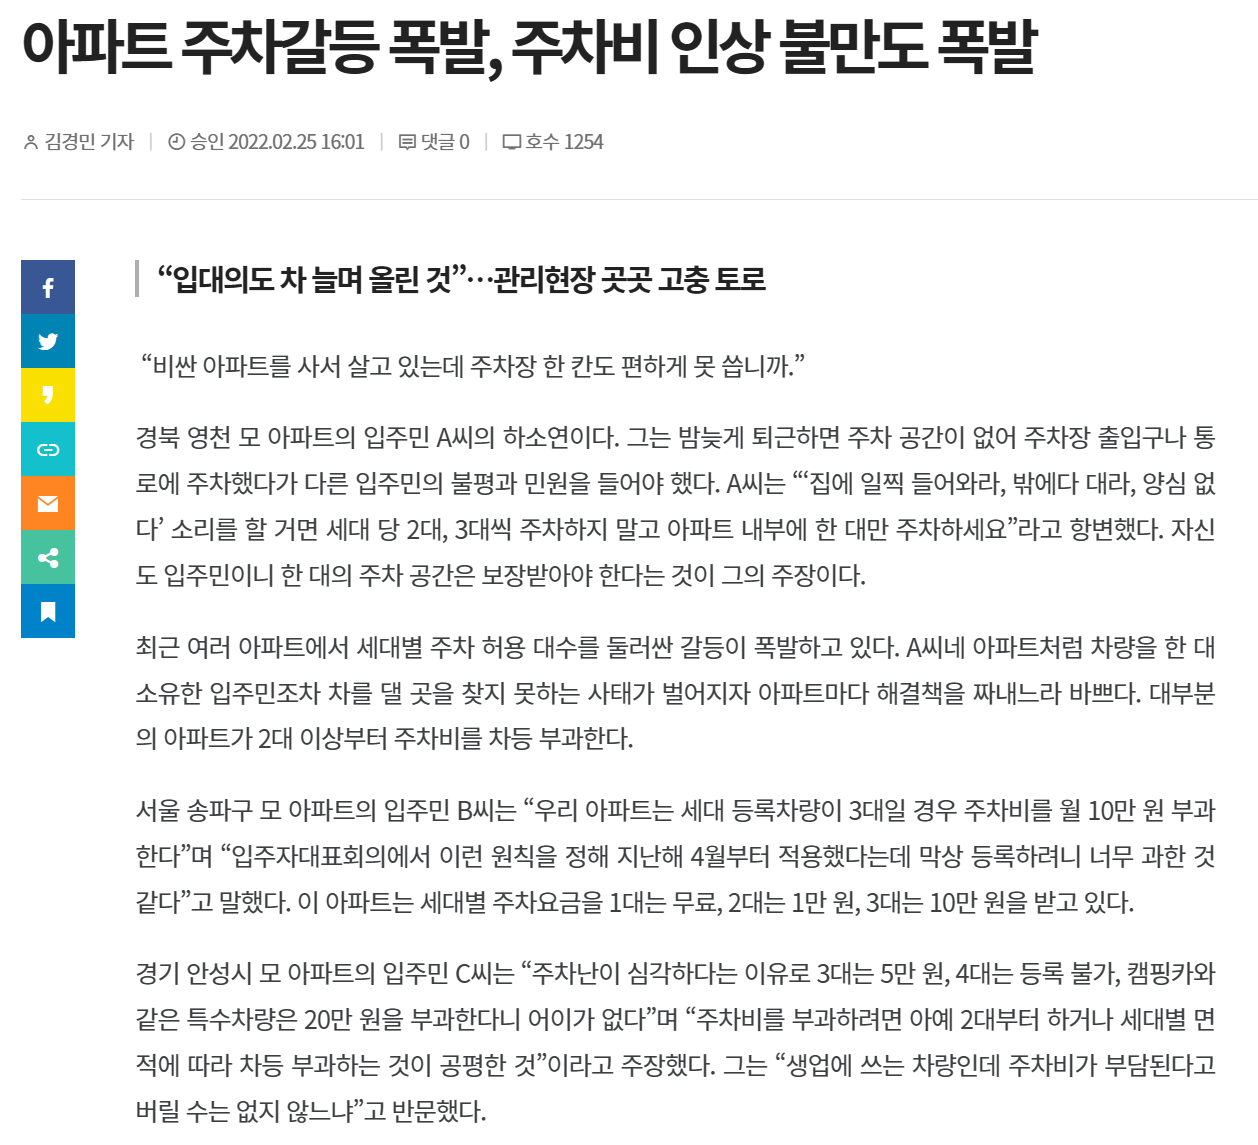 아파트 주차갈등 폭발, 주차비 인상 불만도 폭발
김경민 기자 | 승인 2022.02.25 16:01 | 댓글 0 | 호수 1254
“입대의도 차 늘며 올린 것”…관리현장 곳곳 고충 토로
“비싼 아파트를 사서 살고 있는데 주차장 한 칸도 편하게 못 씁니까.”
경북 영천 모 아파트의 입주민 A씨의 하소연이다. 그는 밤늦게 퇴근하면 주차 공간이 없어 주차장 출입구나 통
로에 주차했다가 다른 입주민의 불평과 민원을 들어야 했다. A씨는 “‘집에 일찍 들어와라, 밖에다 대라, 양심 없
다’ 소리를 할 거면 세대 당 2대, 3대씩 주차하지 말고 아파트 내부에 한 대만 주차하세요”라고 항변했다. 자신
도 입주민이니 한 대의 주차 공간은 보장받아야 한다는 것이 그의 주장이다.
최근 여러 아파트에서 세대별 주차 허용 대수를 둘러싼 갈등이 폭발하고 있다. A씨네 아파트처럼 차량을 한 대
소유한 입주민조차 차를 댈 곳을 찾지 못하는 사태가 벌어지자 아파트마다 해결책을 짜내느라 바쁘다. 대부분
의 아파트가 2대 이상부터 주차비를 차등 부과한다.
서울 송파구 모 아파트의 입주민 B씨는 “우리 아파트는 세대 등록차량이 3대일 경우 주차비를 월 10만 원 부과
한다”며 “입주자대표회의에서 이런 원칙을 정해 지난해 4월부터 적용했다는데 막상 등록하려니 너무 과한 것
같다”고 말했다. 이 아파트는 세대별 주차요금을 1대는 무료, 2대는 1만 원, 3대는 10만 원을 받고 있다.
경기 안성시 모 아파트의 입주민 C씨는 “주차난이 심각하다는 이유로 3대는 5만 원, 4대는 등록 불가, 캠핑카와
같은 특수차량은 20만 원을 부과한다니 어이가 없다”며 “주차비를 부과하려면 아예 2대부터 하거나 세대별 면
적에 따라 차등 부과하는 것이 공평한 것”이라고 주장했다. 그는 “생업에 쓰는 차량인데 주차비가 부담된다고
버릴 수는 없지 않느냐”고 반문했다.